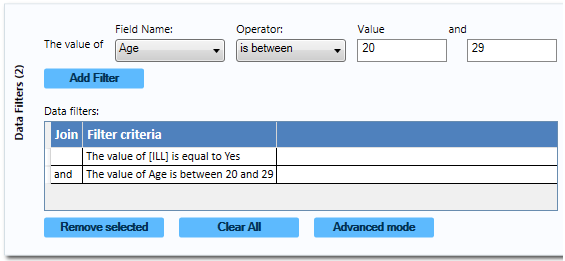 Field Name: Operator: Value and
The value of Age is between 20 29
Add Filter
Data Filters (2)
Data filters:
Join Filter criteria
The value of [ILL] is equal to Yes
and The value of Age is between 20 and 29
Remove selected Clear All Advanced mode